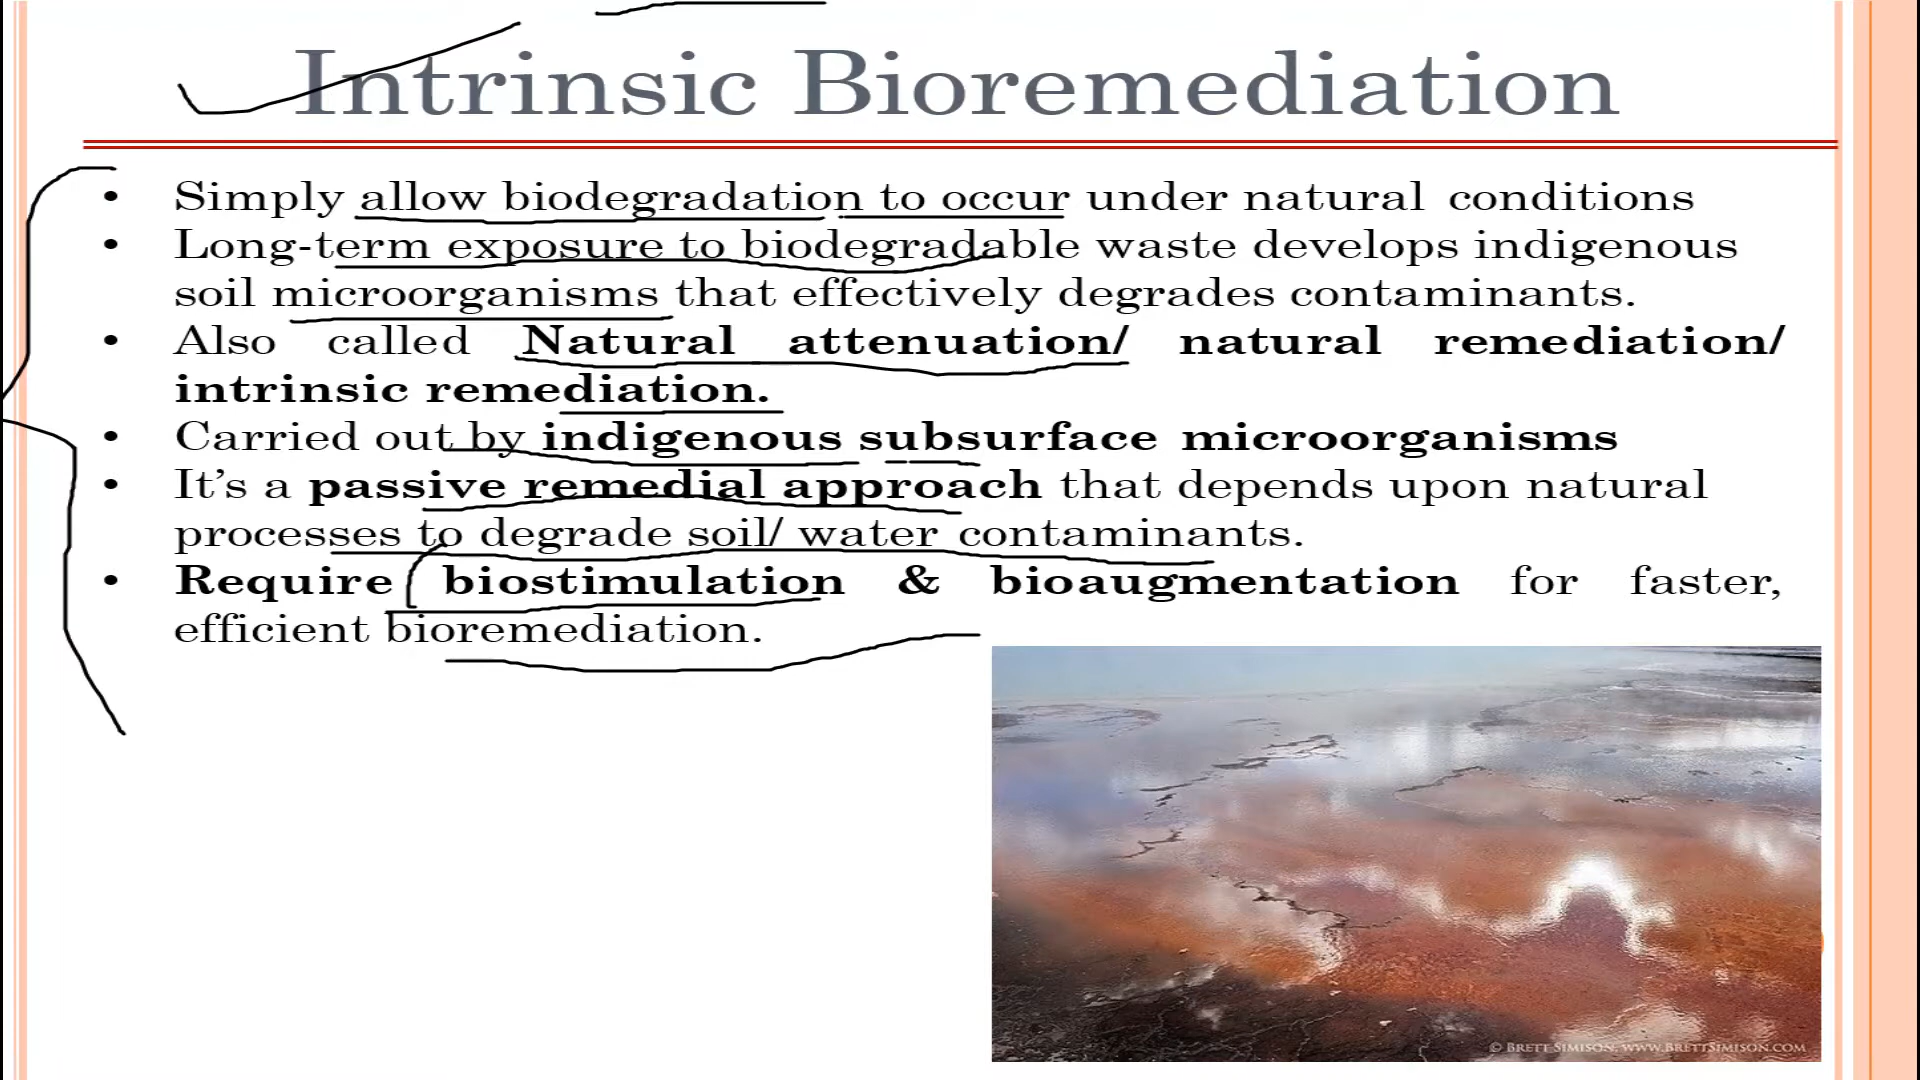 Intrinsic Bioremediation
• Simply allow biodegradation to occur under natural conditions
• Long-term exposure to biodegradable waste develops indigenous
soil microorganisms that effectively degrades contaminants.
• Also called Natural attenuation/ natural remediation/
intrinsic remediation.
• Carried out by indigenous subsurface microorganisms
• It’s a passive remedial approach that depends upon natural
processes to degrade soil/ water contaminants.
• Require biostimulation & bioaugmentation for faster,
efficient bioremediation.
© Brett Simison, www.BrettSimison.com